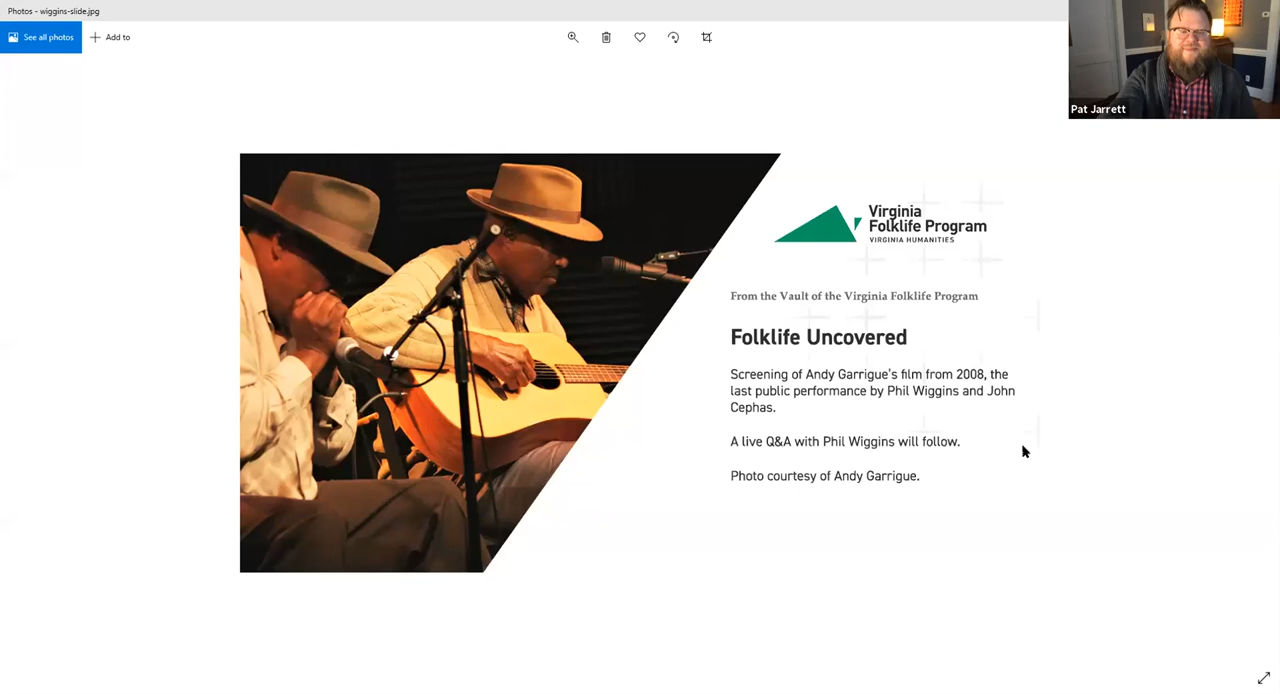 Photos - wiggins-slide.jpg
See all photos
Add to
Pat Jarrett
Virginia
Folklife Program
VIRGINIA HUMANITIES
From the Vault of the Virginia Folklife Program
Folklife Uncovered
Screening of Andy Garrigue's film from 2008, the
last public performance by Phil Wiggins and John
Cephas.
A live Q&A with Phil Wiggins will follow.
Photo courtesy of Andy Garrigue.